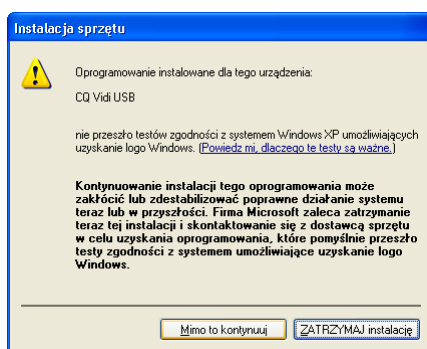 Instalacja sprzętu
Oprogramowanie instalowane dla tego urządzenia:
CQ Vidi USB
nie przeszło testów zgodności z systemem Windows XP umożliwiających
uzyskanie logo Windows. (Powiedz mi, dlaczego te testy są ważne.)
Kontynuowanie instalacji tego oprogramowania może
zakłócić lub zdestabilizować poprawne działanie systemu
teraz lub w przyszłości. Firma Microsoft zaleca zatrzymanie
teraz tej instalacji i skontaktowanie się z dostawcą sprzętu
w celu uzyskania oprogramowania, które pomyślnie przeszło
testy zgodności z systemem umożliwiające uzyskanie logo
Windows.
Mimo to kontynuuj ZATRZYMAJ instalację